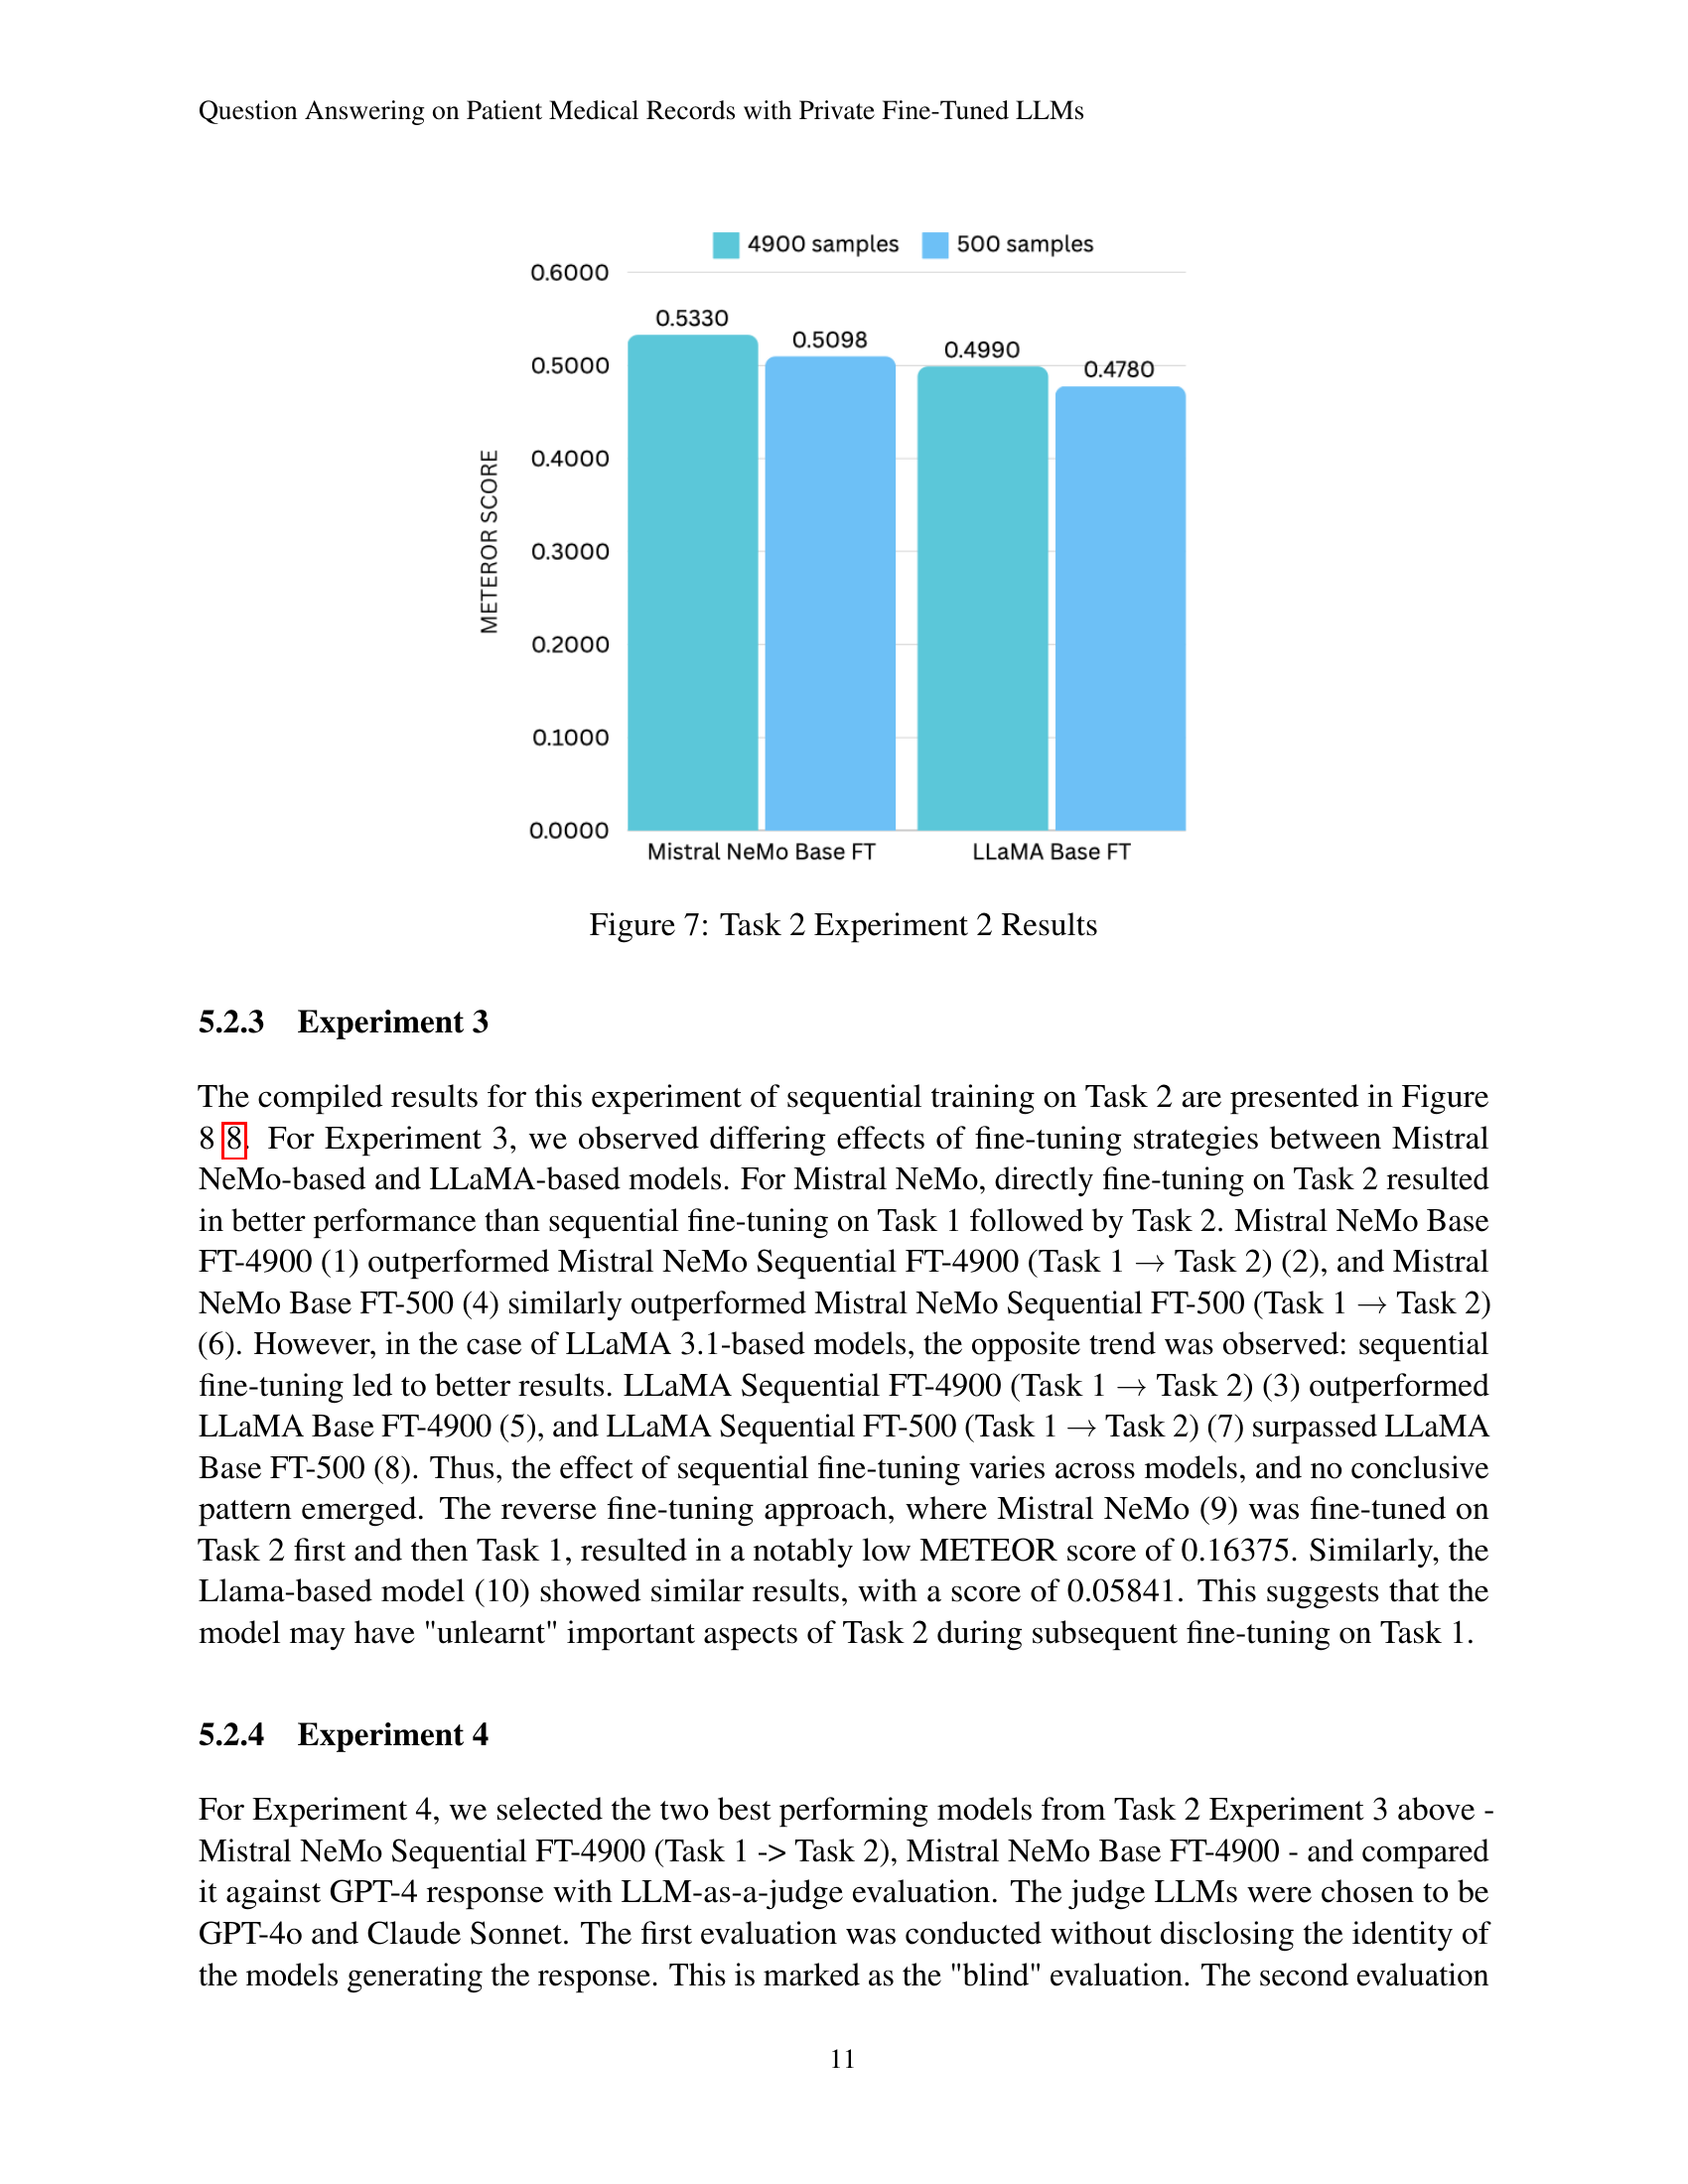 Question Answering on Patient Medical Records with Private Fine-Tuned LLMs
4900 samples 500 samples
0.6000
0.5330
0.5098
0.4990
0.4780
0.5000
0.4000
0.3000
0.2000
0.1000
0.0000
METEROR SCORE
Mistral NeMo Base FT LLaMA Base FT
Figure 7: Task 2 Experiment 2 Results
5.2.3 Experiment 3
The compiled results for this experiment of sequential training on Task 2 are presented in Figure
8 8. For Experiment 3, we observed differing effects of fine-tuning strategies between Mistral
NeMo-based and LLaMA-based models. For Mistral NeMo, directly fine-tuning on Task 2 resulted
in better performance than sequential fine-tuning on Task 1 followed by Task 2. Mistral NeMo Base
FT-4900 (1) outperformed Mistral NeMo Sequential FT-4900 (Task 1 → Task 2) (2), and Mistral
NeMo Base FT-500 (4) similarly outperformed Mistral NeMo Sequential FT-500 (Task 1 → Task 2)
(6). However, in the case of LLaMA 3.1-based models, the opposite trend was observed: sequential
fine-tuning led to better results. LLaMA Sequential FT-4900 (Task 1 → Task 2) (3) outperformed
LLaMA Base FT-4900 (5), and LLaMA Sequential FT-500 (Task 1 → Task 2) (7) surpassed LLaMA
Base FT-500 (8). Thus, the effect of sequential fine-tuning varies across models, and no conclusive
pattern emerged. The reverse fine-tuning approach, where Mistral NeMo (9) was fine-tuned on
Task 2 first and then Task 1, resulted in a notably low METEOR score of 0.16375. Similarly, the
Llama-based model (10) showed similar results, with a score of 0.05841. This suggests that the
model may have "unlearnt" important aspects of Task 2 during subsequent fine-tuning on Task 1.
5.2.4 Experiment 4
For Experiment 4, we selected the two best performing models from Task 2 Experiment 3 above -
Mistral NeMo Sequential FT-4900 (Task 1 -> Task 2), Mistral NeMo Base FT-4900 - and compared
it against GPT-4 response with LLM-as-a-judge evaluation. The judge LLMs were chosen to be
GPT-4o and Claude Sonnet. The first evaluation was conducted without disclosing the identity of
the models generating the response. This is marked as the "blind" evaluation. The second evaluation
11